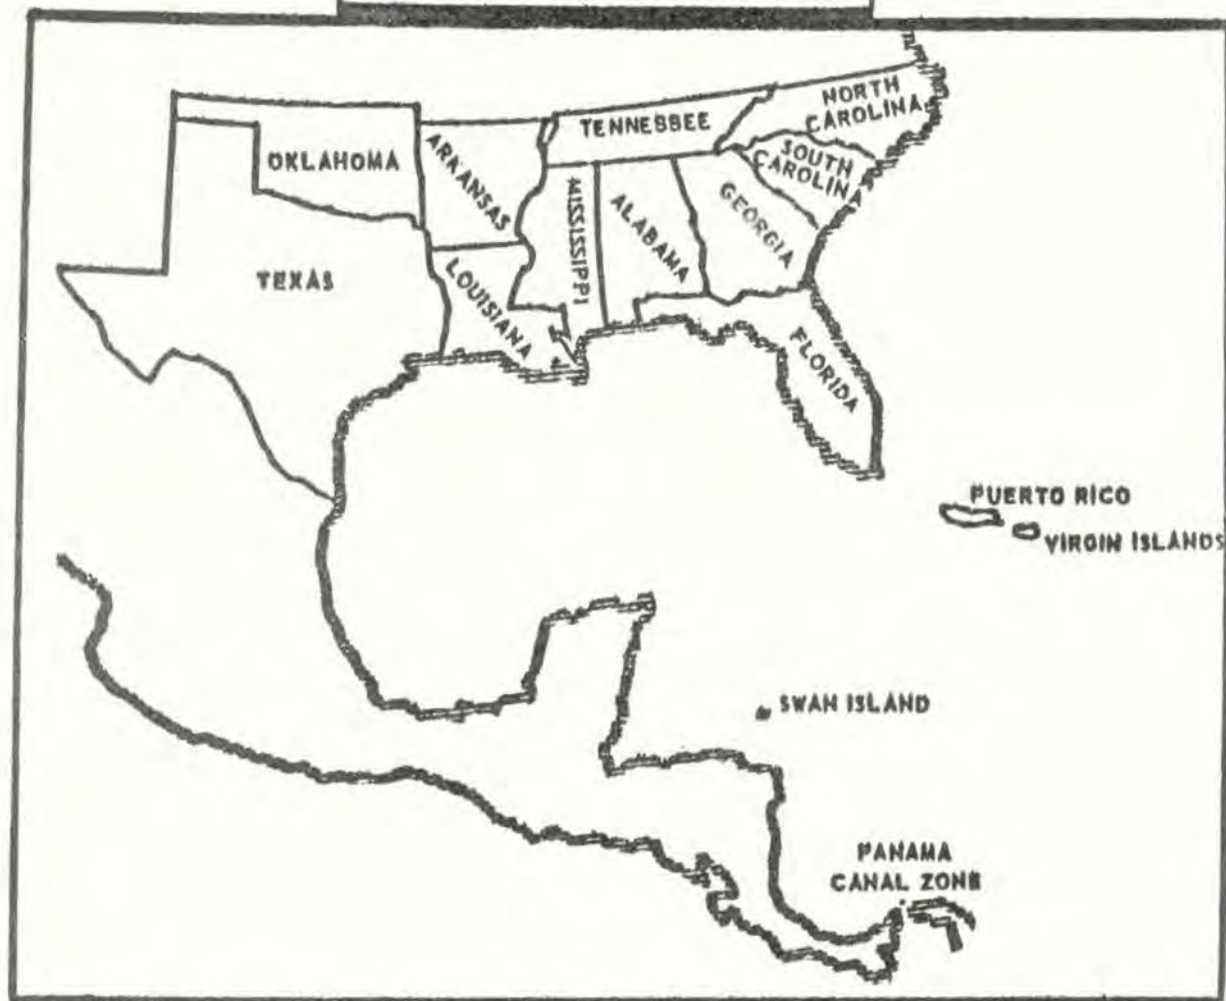 NORTH
CAROLINA
TENNESSEE
OKLAHOMA
ARKANSAS
SOUTH
CAROLINA
MISSISSIPPI
ALABAMA
GEORGIA
TEXAS
LOUISIANA
FLORIDA
PUERTO RICO
VIRGIN ISLANDS
SWAN ISLAND
PANAMA
CANAL ZONE